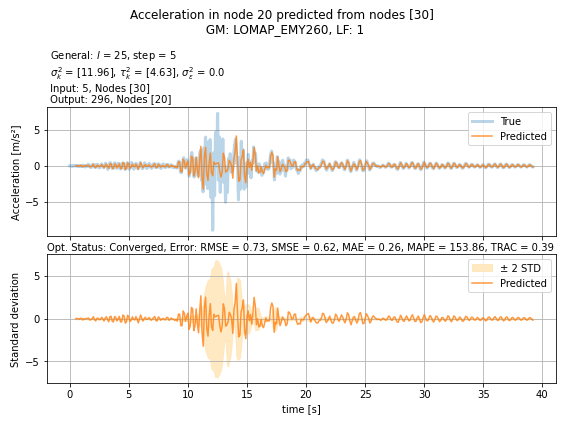 Acceleration in node 20 predicted from nodes [30]
GM: LOMAP_EMY260, LF: 1
General: l = 25, step = 5
σ²ₖ = [11.96], τ²ₖ = [4.63], σ²ε = 0.0
Input: 5, Nodes [30]
Output: 296, Nodes [20]
Acceleration [m/s²]
5
0
−5
True
Predicted
Opt. Status: Converged, Error: RMSE = 0.73, SMSE = 0.62, MAE = 0.26, MAPE = 153.86, TRAC = 0.39
Standard deviation
5
0
−5
± 2 STD
Predicted
0 5 10 15 20 25 30 35 40
time [s]